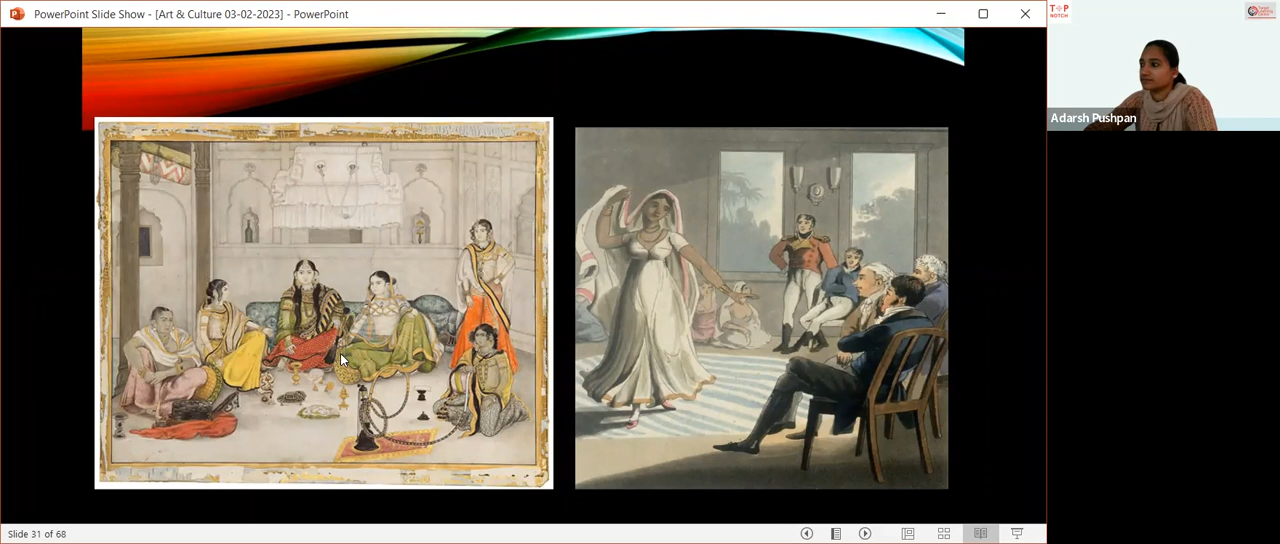 PowerPoint Slide Show - [Art & Culture 03-02-2023] - PowerPoint
T+P
NOTCH
Adarsh Pushpan
Slide 31 of 68